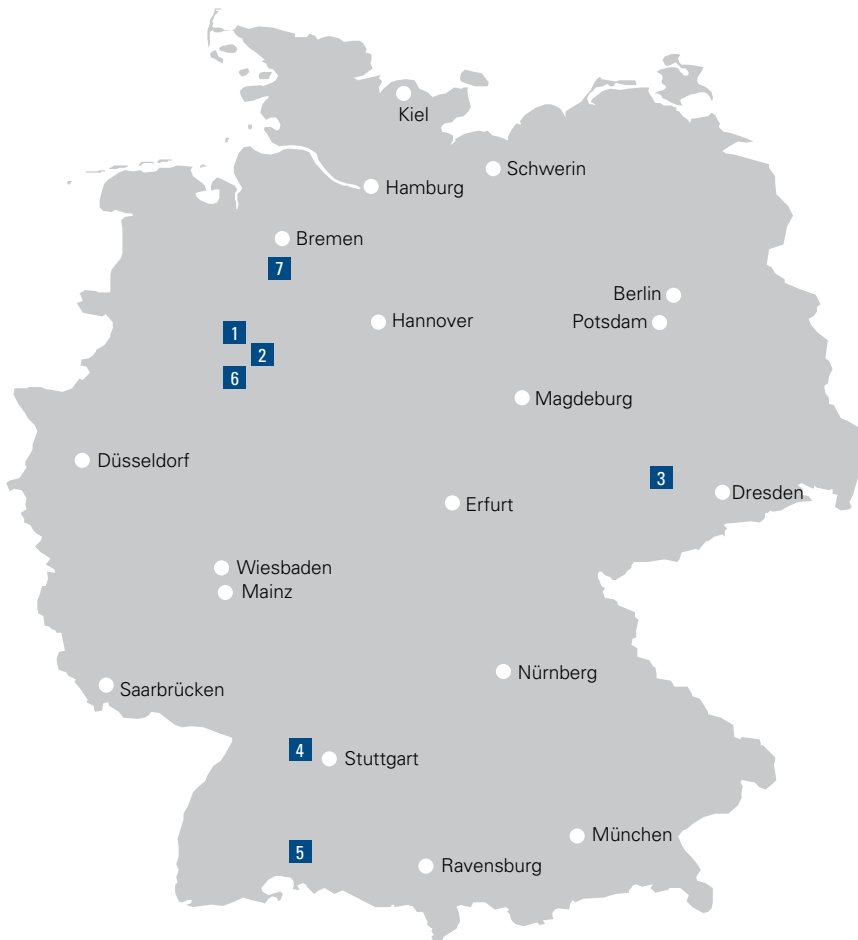 Kiel
Schwerin
Hamburg
Bremen
7
Berlin
Hannover
Potsdam
1
2
6
Magdeburg
Düsseldorf
3
Dresden
Erfurt
Wiesbaden
Mainz
Nürnberg
Saarbrücken
4
Stuttgart
München
5
Ravensburg